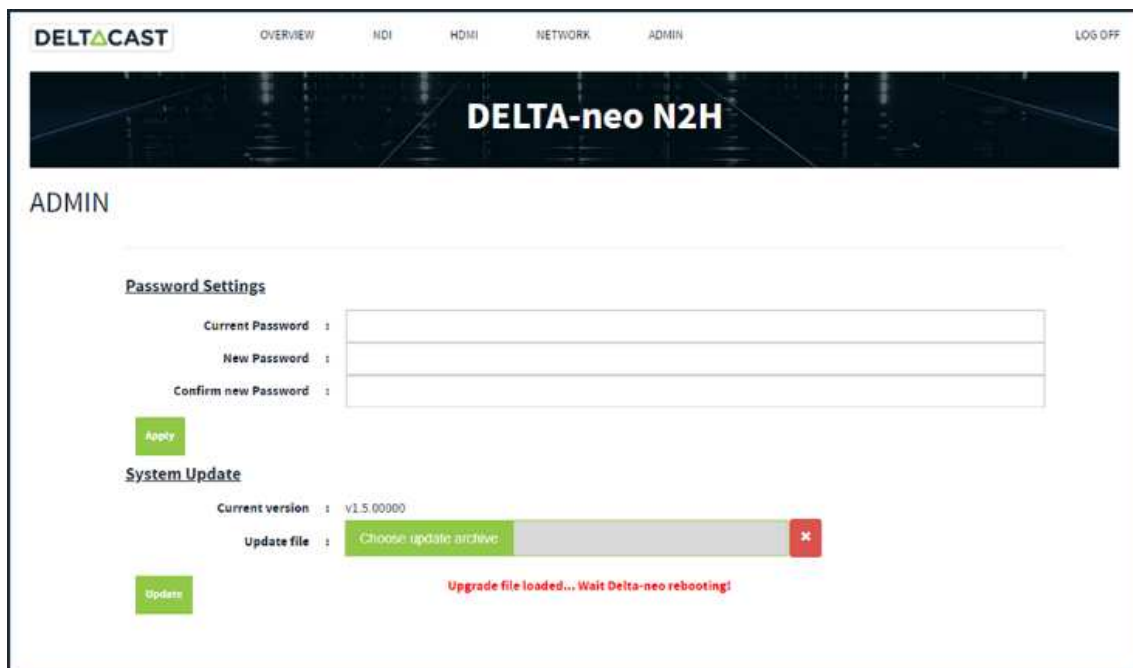 DELTACAST OVERVIEW NDI HDMI NETWORK ADMIN LOG OFF
DELTA-neo N2H
ADMIN
Password Settings
Current Password :
New Password :
Confirm new Password :
Apply
System Update
Current version : v1.5.00000
Update file : Choose update archive ×
Update Upgrade file loaded... Wait Delta-neo rebooting!